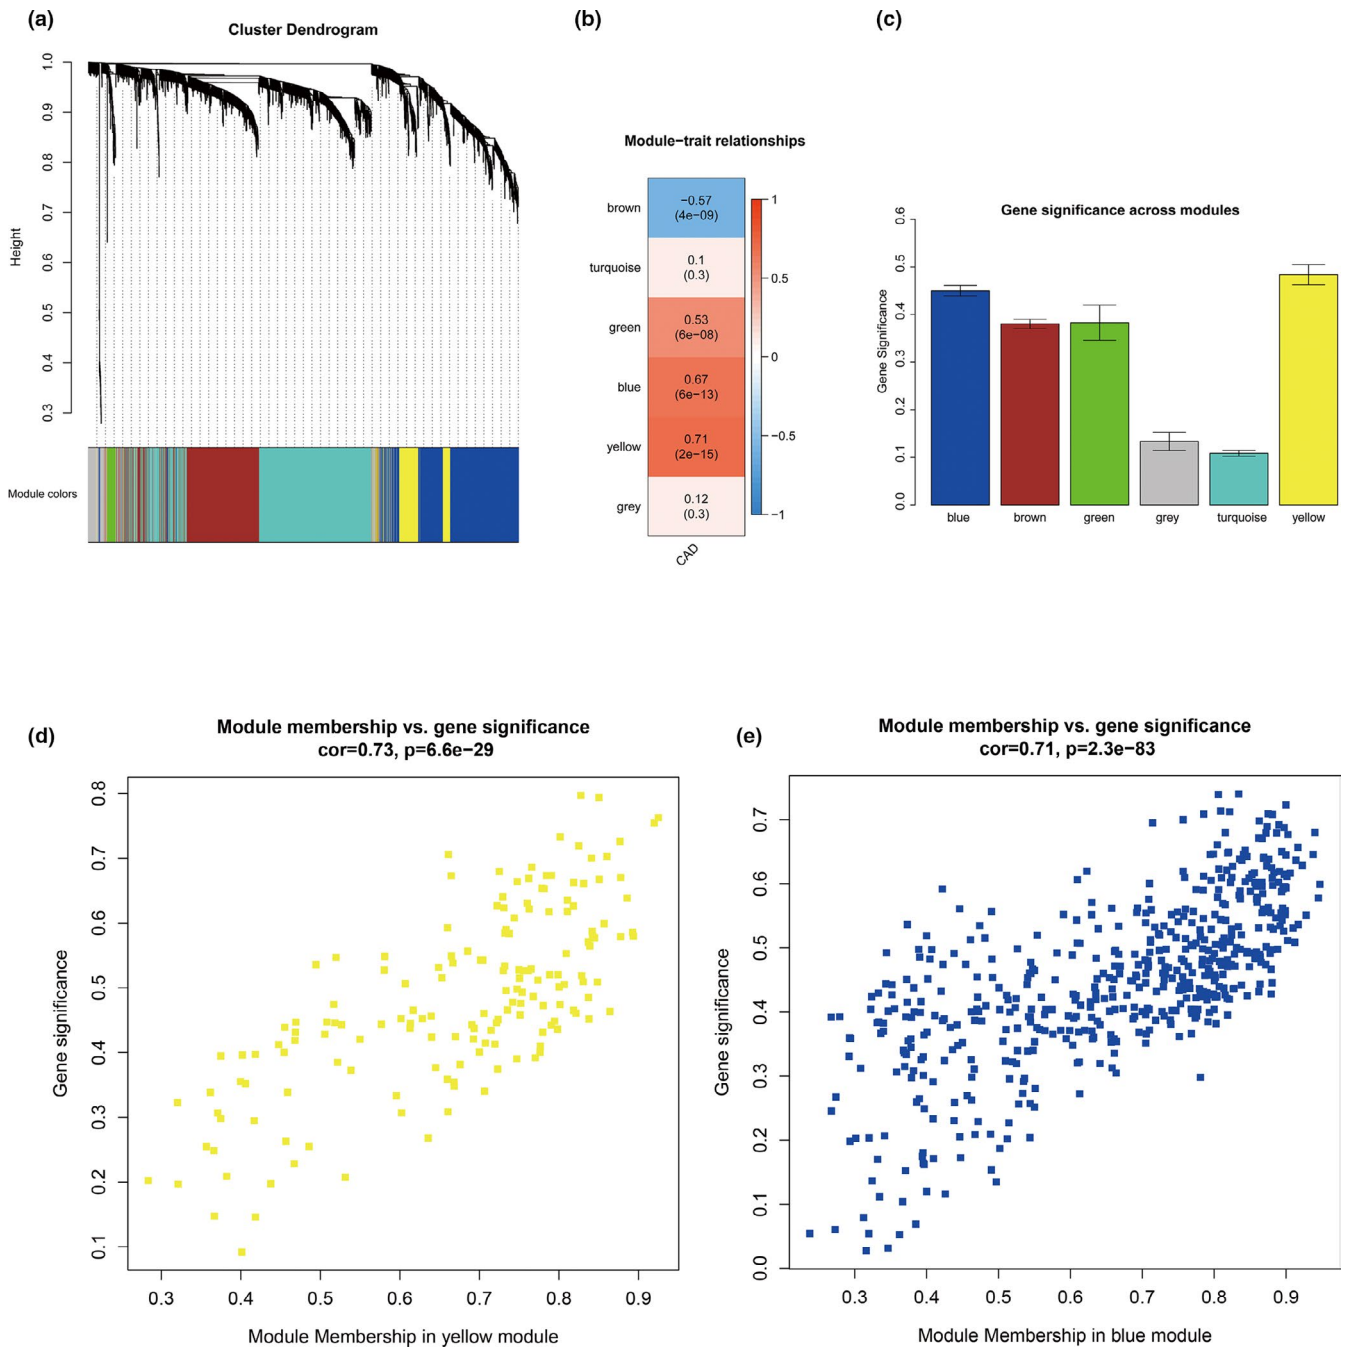 (a)
Cluster Dendrogram
Height
1.0
0.9
0.8
0.7
0.6
0.5
0.4
0.3
Module colors
(b)
Module−trait relationships
brown
−0.57
(4e−09)
turquoise
0.1
(0.3)
green
0.53
(6e−08)
blue
0.67
(6e−13)
yellow
0.71
(2e−15)
grey
0.12
(0.3)
CAD
1
0.5
0
−0.5
−1
(c)
Gene significance across modules
Gene Significance
0.6
0.5
0.4
0.3
0.2
0.1
0.0
blue brown green grey turquoise yellow
(d)
Module membership vs. gene significance
cor=0.73, p=6.6e−29
Gene significance
0.8
0.7
0.6
0.5
0.4
0.3
0.2
0.1
0.3 0.4 0.5 0.6 0.7 0.8 0.9
Module Membership in yellow module
(e)
Module membership vs. gene significance
cor=0.71, p=2.3e−83
Gene significance
0.7
0.6
0.5
0.4
0.3
0.2
0.1
0.0
0.3 0.4 0.5 0.6 0.7 0.8 0.9
Module Membership in blue module